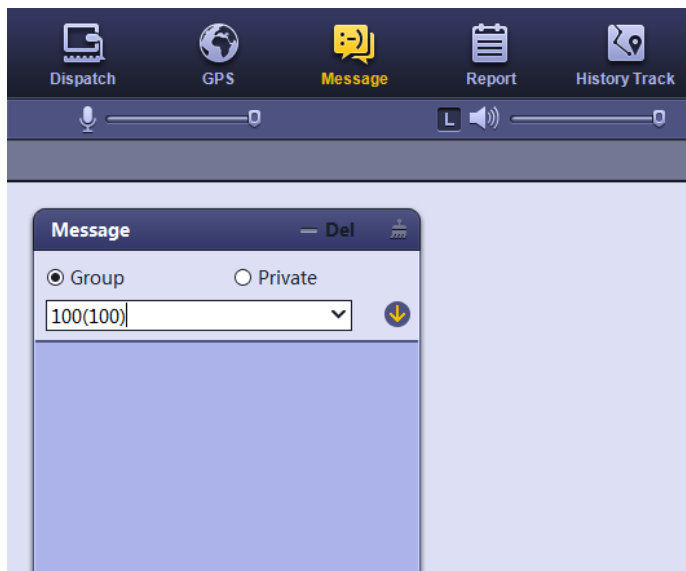 Dispatch GPS Message Report History Track
L
Message — Del
Group Private
100(100)